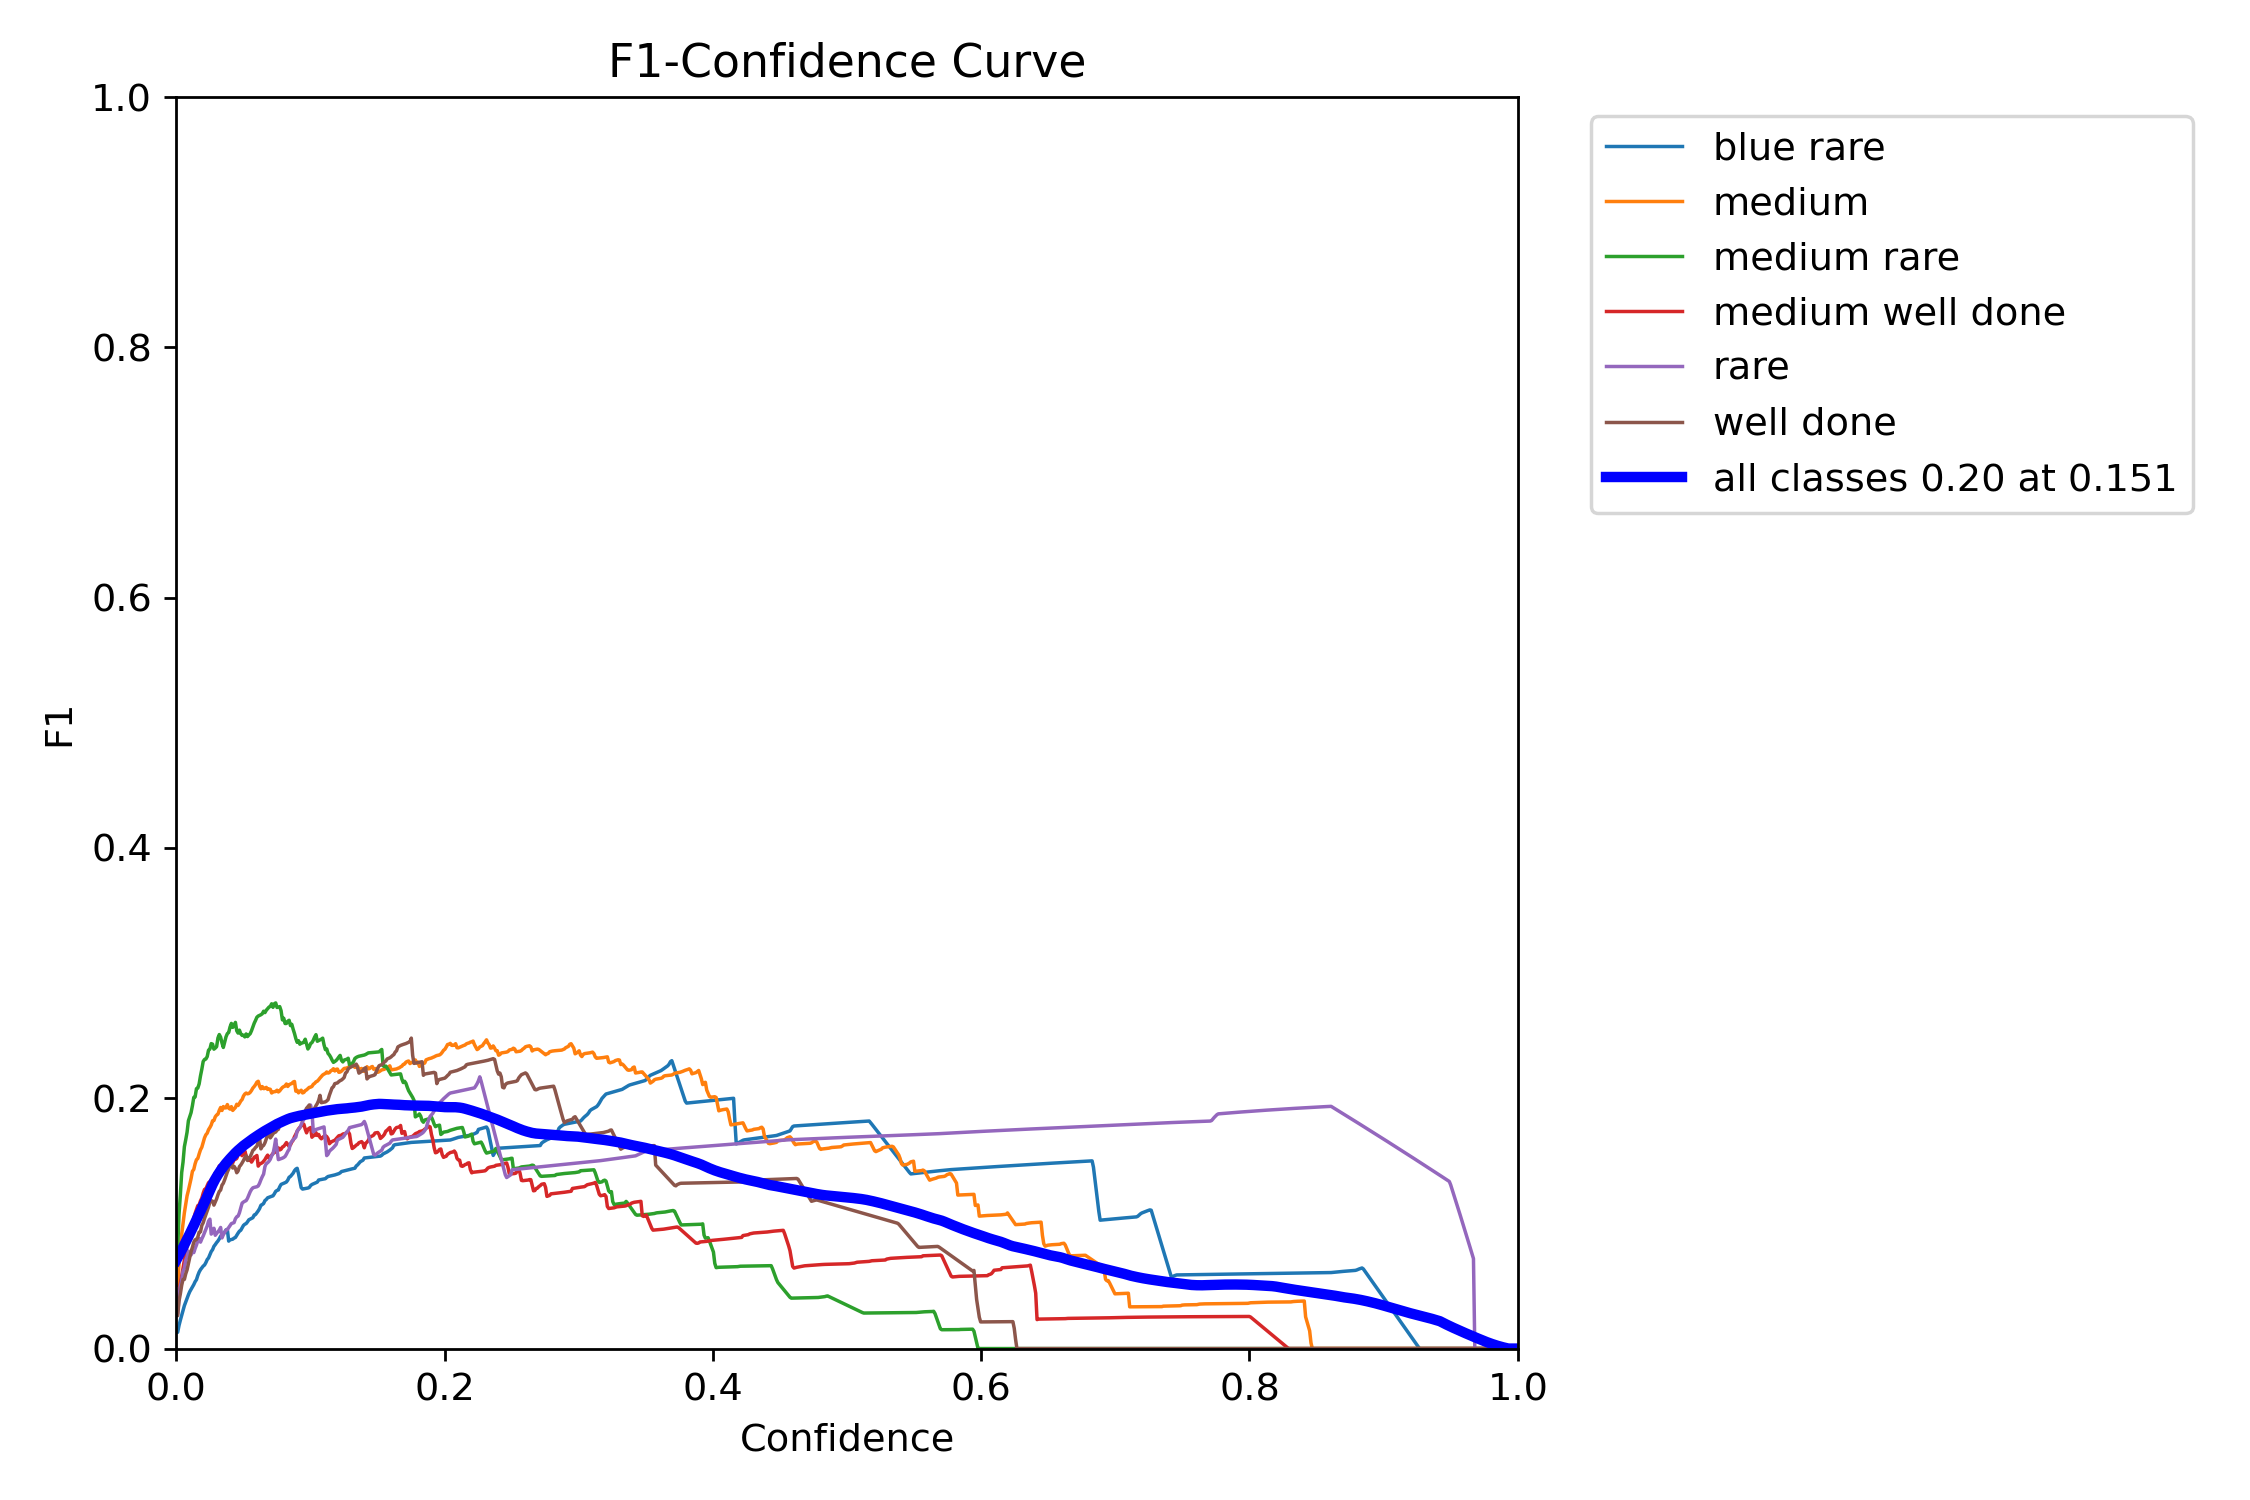 F1-Confidence Curve
1.0
0.8
0.6
0.4
0.2
0.0
F1
0.0 0.2 0.4 0.6 0.8 1.0
Confidence
blue rare
medium
medium rare
medium well done
rare
well done
all classes 0.20 at 0.151